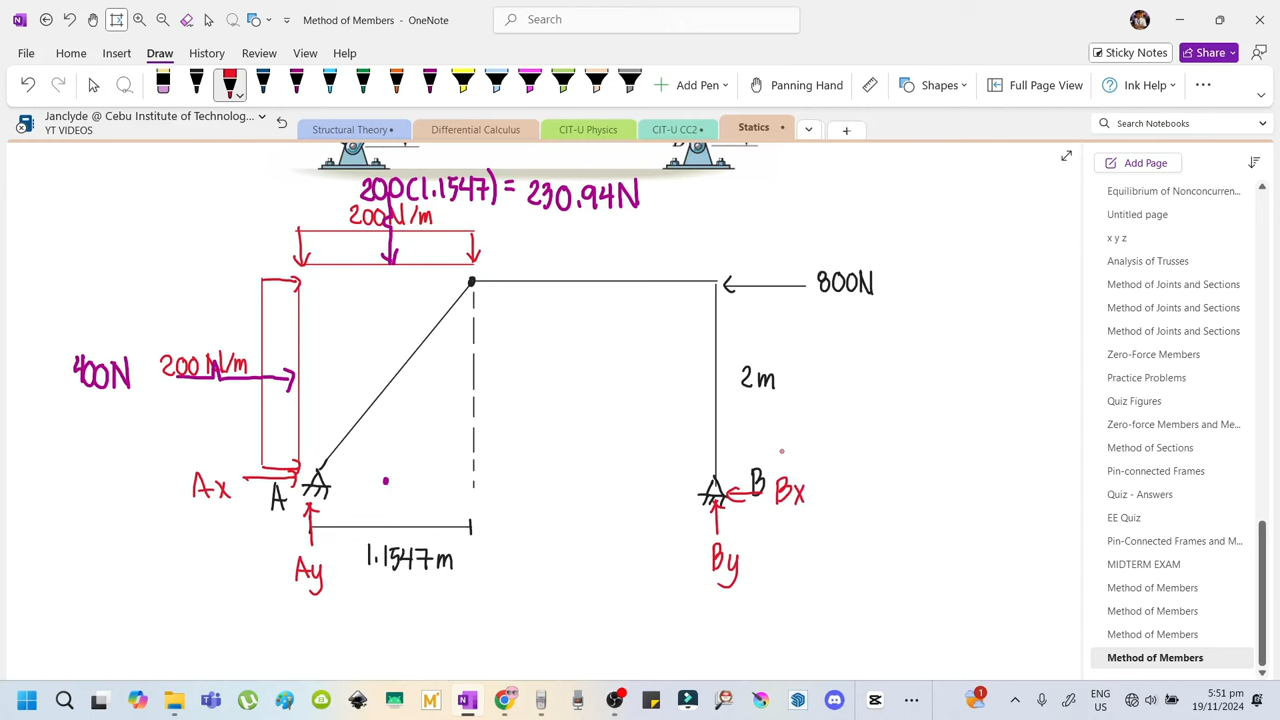 Method of Members - OneNote
Search
File Home Insert Draw History Review View Help
Sticky Notes
Share
Add Pen
Panning Hand
Shapes
Full Page View
Ink Help
Janclyde @ Cebu Institute of Technolog...
YT VIDEOS
Structural Theory
Differential Calculus
CIT-U Physics
CIT-U CC2
Statics
Search Notebooks
Add Page
200(1.1547) = 230.94N
200N/m
800N
400N
200 N/m
2m
Ax
A
B
Bx
1.1547m
Ay
By
Equilibrium of Nonconcurren...
Untitled page
x y z
Analysis of Trusses
Method of Joints and Sections
Method of Joints and Sections
Method of Joints and Sections
Zero-Force Members
Practice Problems
Quiz Figures
Zero-force Members and Me...
Method of Sections
Pin-connected Frames
Quiz - Answers
EE Quiz
Pin-Connected Frames and M...
MIDTERM EXAM
Method of Members
Method of Members
Method of Members
Method of Members
1
ENG
PHES
5:51 pm
19/11/2024